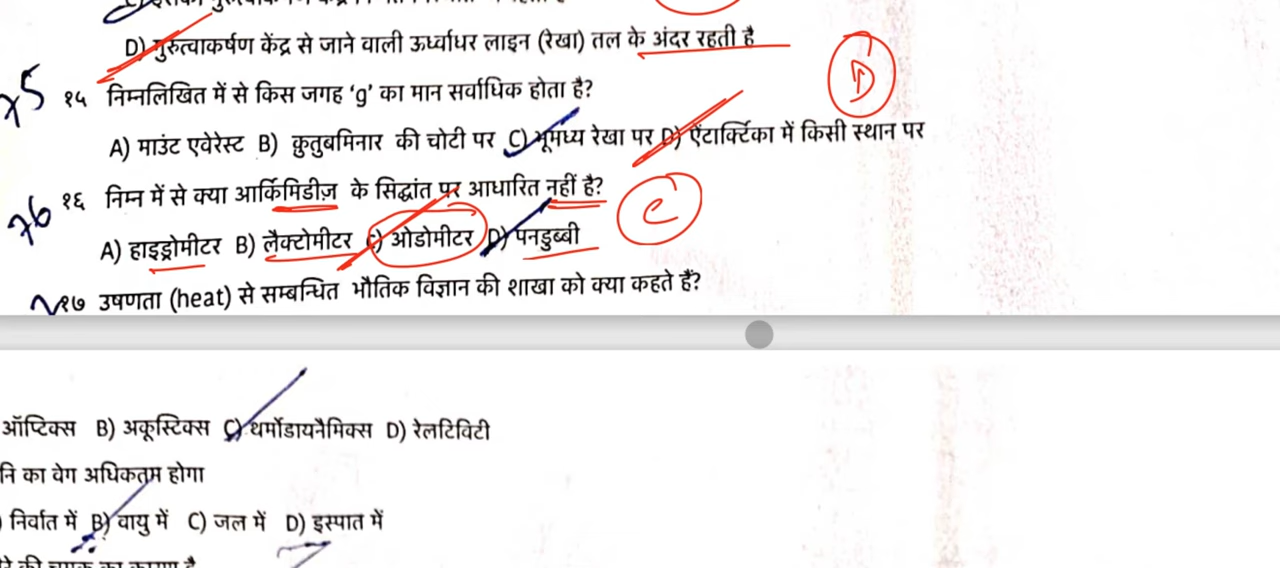 D) गुरुत्वाकर्षण केंद्र से जाने वाली ऊर्ध्वाधर लाइन (रेखा) तल के अंदर रहती है
D
75 १५ निम्नलिखित में से किस जगह ‘g’ का मान सर्वाधिक होता है?
A) माउंट एवेरेस्ट B) क़ुतुबमिनार की चोटी पर C) भूमध्य रेखा पर D) ऐंटार्क्टिका में किसी स्थान पर
76 १६ निम्न में से क्या आर्किमिडीज़ के सिद्धांत पर आधारित नहीं है?
C
A) हाइड्रोमीटर B) लैक्टोमीटर C) ओडोमीटर D) पनडुब्बी
१७ उषणता (heat) से सम्बन्धित भौतिक विज्ञान की शाखा को क्या कहते हैं?
ऑप्टिक्स B) अकूस्टिक्स C) थर्मोडायनैमिक्स D) रेलटिविटी
नि का वेग अधिकतम होगा
निर्वात में B) वायु में C) जल में D) इस्पात में